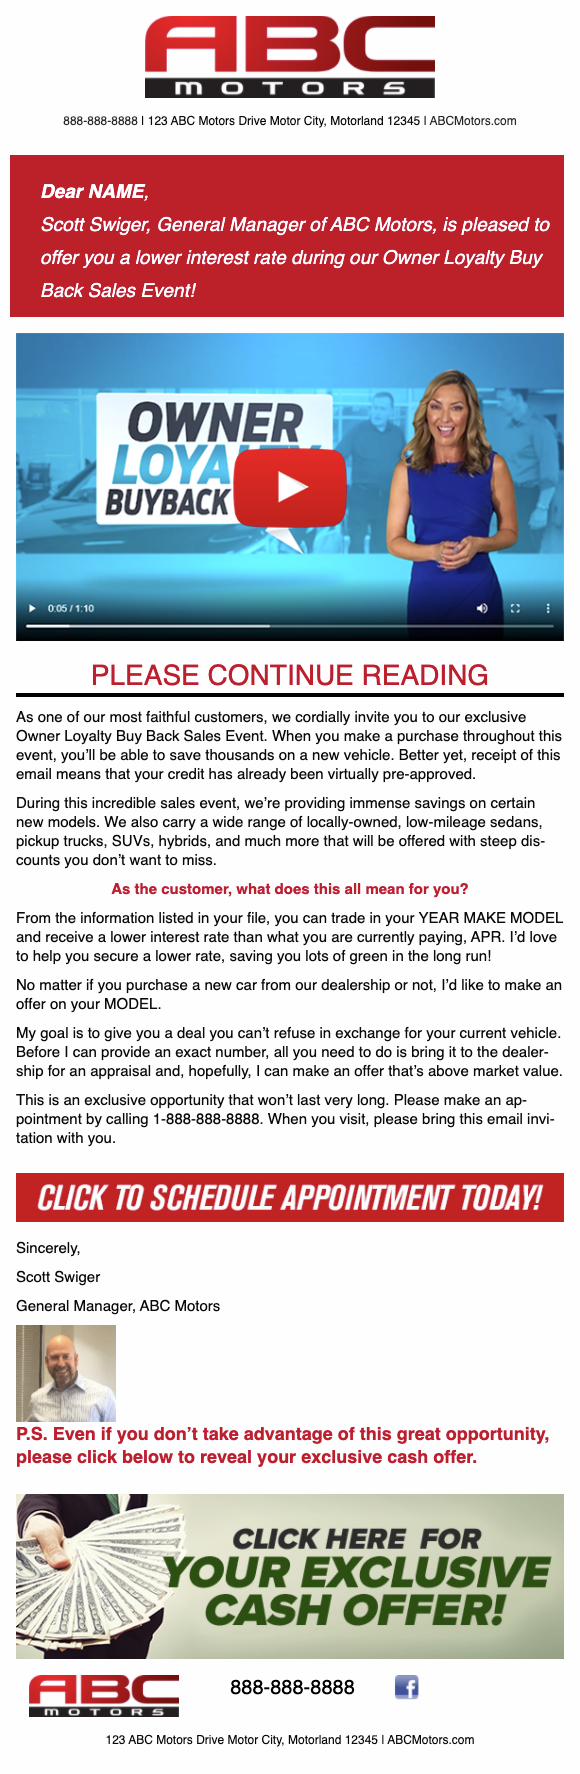 ABC
MOTORS
888-888-8888 | 123 ABC Motors Drive Motor City, Motorland 12345 | ABCMotors.com
Dear NAME,
Scott Swiger, General Manager of ABC Motors, is pleased to
offer you a lower interest rate during our Owner Loyalty Buy
Back Sales Event!
OWNER
LOYALTY
BUYBACK
0:05 / 1:10
PLEASE CONTINUE READING
As one of our most faithful customers, we cordially invite you to our exclusive
Owner Loyalty Buy Back Sales Event. When you make a purchase throughout this
event, you'll be able to save thousands on a new vehicle. Better yet, receipt of this
email means that your credit has already been virtually pre-approved.
During this incredible sales event, we're providing immense savings on certain
new models. We also carry a wide range of locally-owned, low-mileage sedans,
pickup trucks, SUVs, hybrids, and much more that will be offered with steep dis-
counts you don't want to miss.
As the customer, what does this all mean for you?
From the information listed in your file, you can trade in your YEAR MAKE MODEL
and receive a lower interest rate than what you are currently paying, APR. I'd love
to help you secure a lower rate, saving you lots of green in the long run!
No matter if you purchase a new car from our dealership or not, I'd like to make an
offer on your MODEL.
My goal is to give you a deal you can't refuse in exchange for your current vehicle.
Before I can provide an exact number, all you need to do is bring it to the dealer-
ship for an appraisal and, hopefully, I can make an offer that's above market value.
This is an exclusive opportunity that won't last very long. Please make an ap-
pointment by calling 1-888-888-8888. When you visit, please bring this email invi-
tation with you.
CLICK TO SCHEDULE APPOINTMENT TODAY!
Sincerely,
Scott Swiger
General Manager, ABC Motors
P.S. Even if you don't take advantage of this great opportunity,
please click below to reveal your exclusive cash offer.
CLICK HERE FOR
YOUR EXCLUSIVE
CASH OFFER!
ABC
MOTORS
888-888-8888
f
123 ABC Motors Drive Motor City, Motorland 12345 | ABCMotors.com